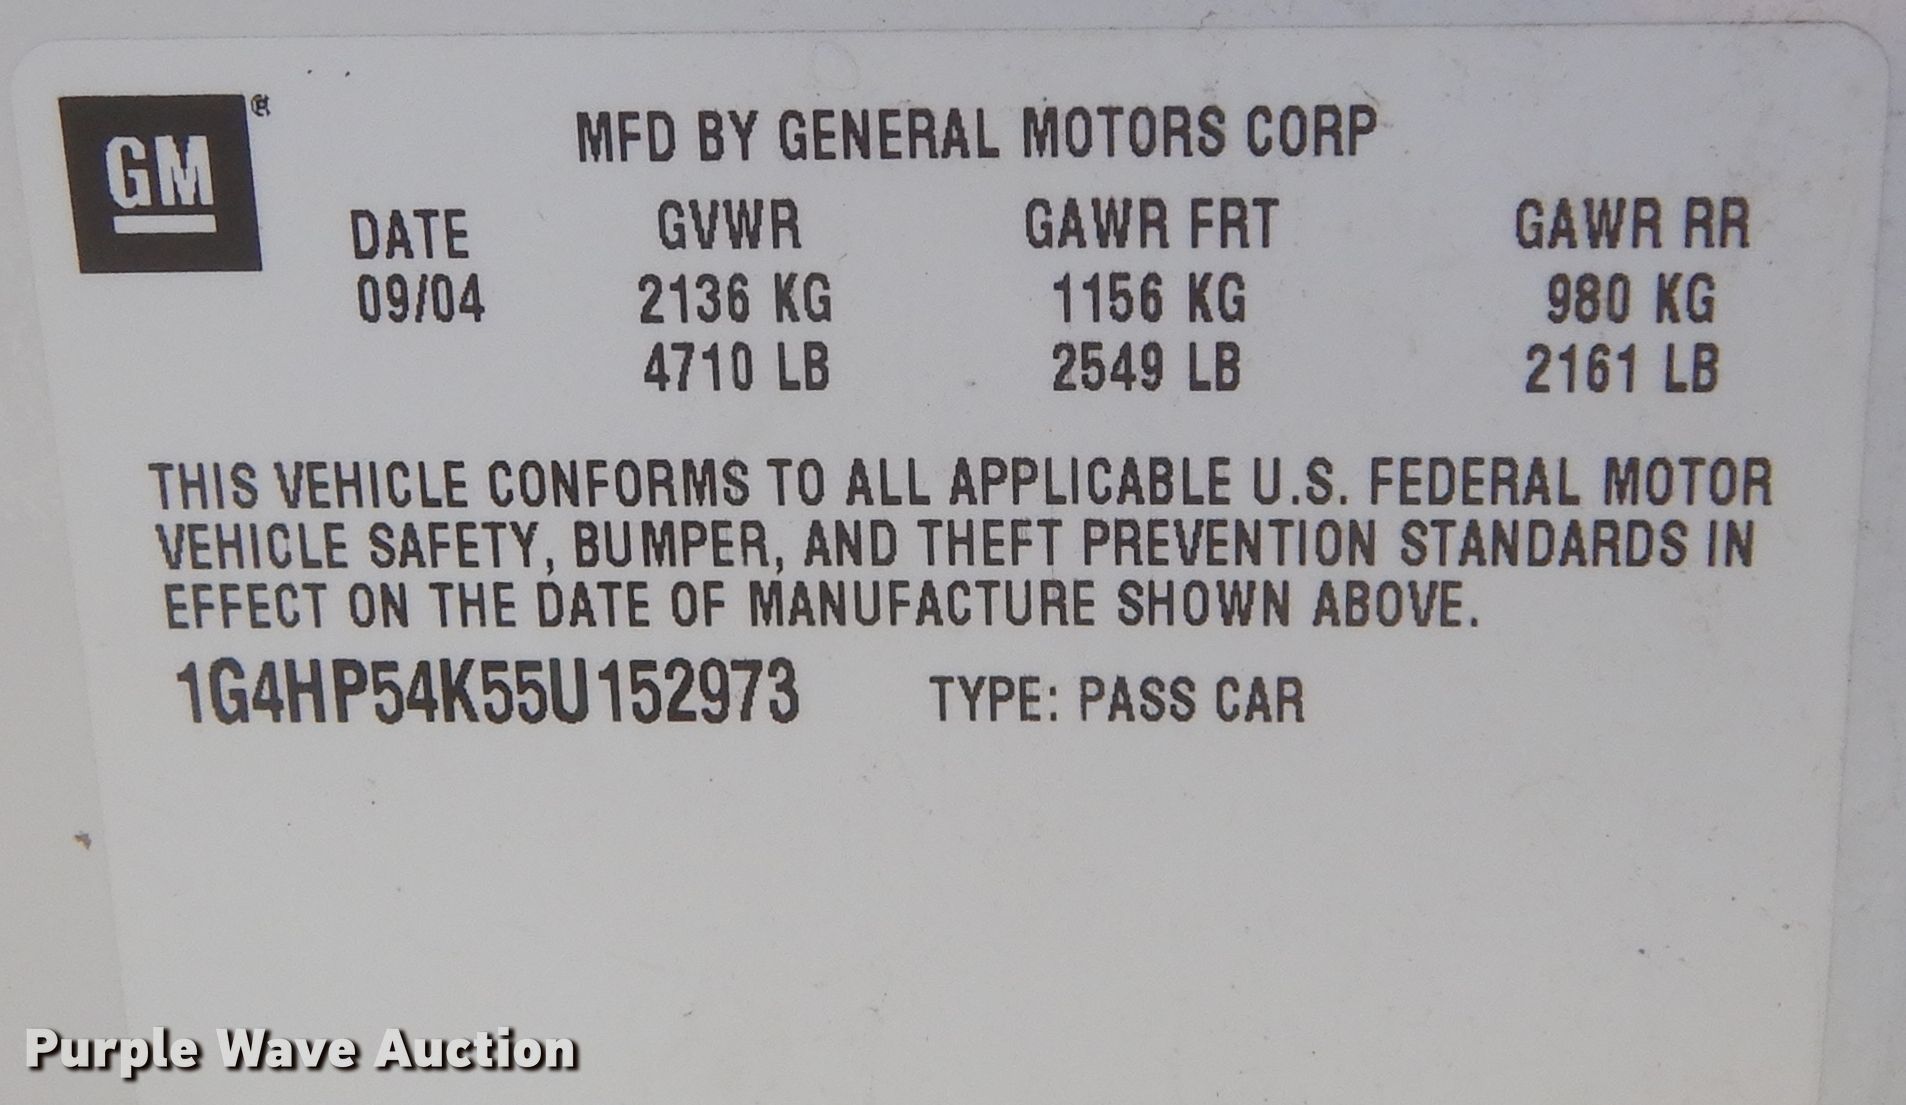 GM®
MFD BY GENERAL MOTORS CORP
DATE GVWR GAWR FRT GAWR RR
09/04 2136 KG 1156 KG 980 KG
4710 LB 2549 LB 2161 LB
THIS VEHICLE CONFORMS TO ALL APPLICABLE U.S. FEDERAL MOTOR
VEHICLE SAFETY, BUMPER, AND THEFT PREVENTION STANDARDS IN
EFFECT ON THE DATE OF MANUFACTURE SHOWN ABOVE.
1G4HP54K55U152973 TYPE: PASS CAR
Purple Wave Auction